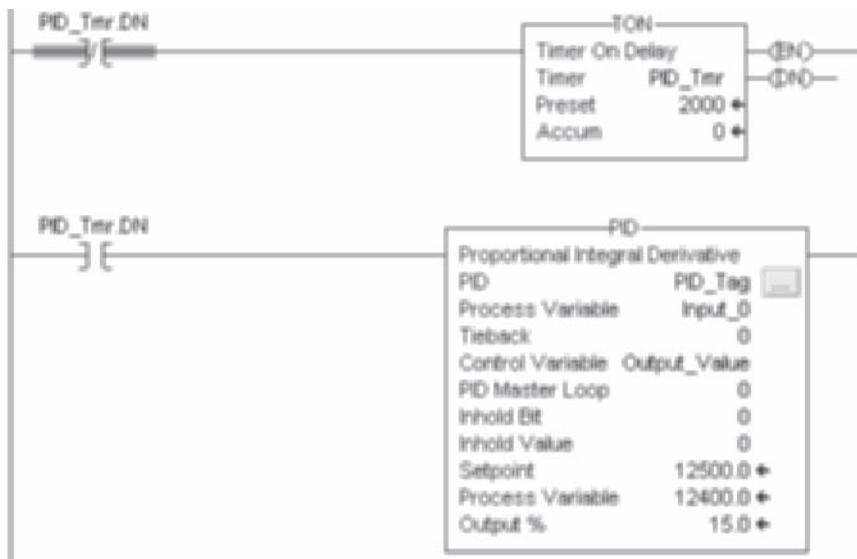 PID_Tmr.DN
TON
Timer On Delay
EN
Timer PID_Tmr
DN
Preset 2000
Accum 0
PID_Tmr.DN
PID
Proportional Integral Derivative
PID PID_Tag ...
Process Variable Input_0
Tieback 0
Control Variable Output_Value
PID Master Loop 0
Inhold Bit 0
Inhold Value 0
Setpoint 12500.0
Process Variable 12400.0
Output % 15.0